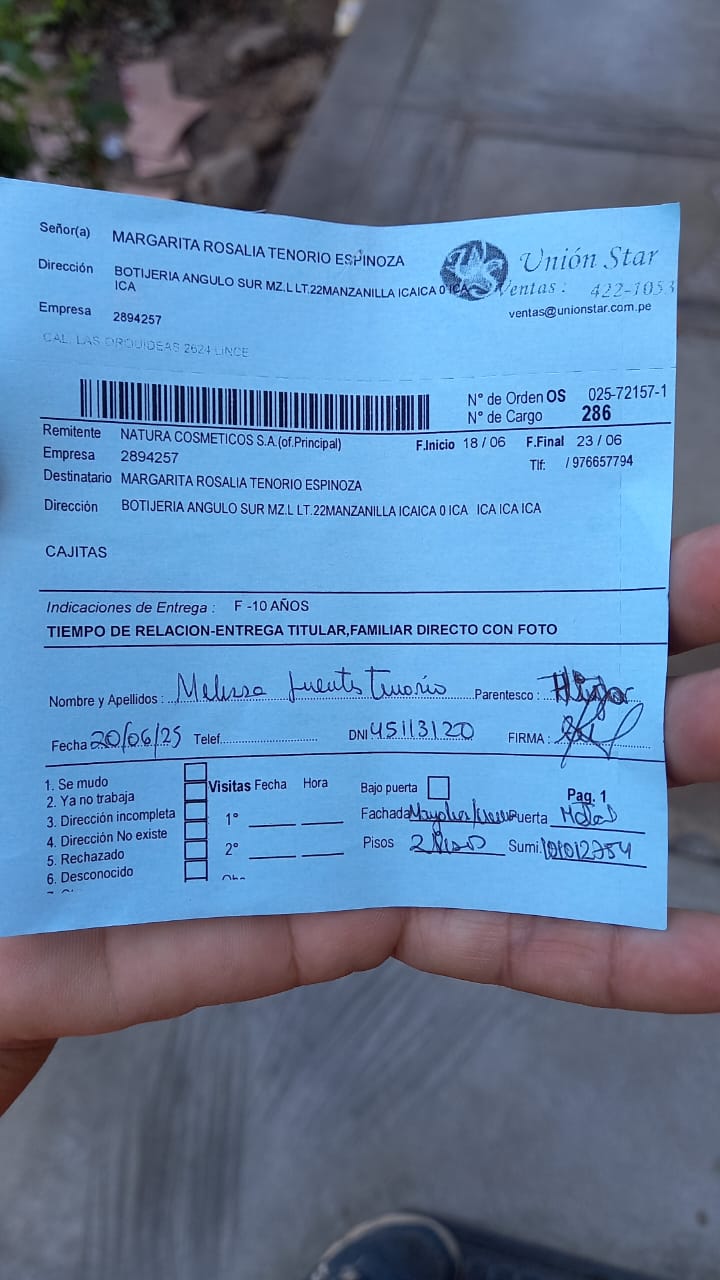 Señor(a) MARGARITA ROSALIA TENORIO ESPINOZA
Unión Star
Dirección BOTIJERIA ANGULO SUR MZ.L LT.22MANZANILLA ICAICA 0 ICA
ICA
Ventas: 422-1053
ventas@unionstar.com.pe
Empresa 2894257
CAL. LAS ORQUIDEAS 2624 LINCE
N° de Orden OS 025-72157-1
N° de Cargo 286
Remitente NATURA COSMETICOS S.A.(of.Principal) F.Inicio 18 / 06 F.Final 23 / 06
Empresa 2894257 Tlf: / 976657794
Destinatario MARGARITA ROSALIA TENORIO ESPINOZA
Dirección BOTIJERIA ANGULO SUR MZ.L LT.22MANZANILLA ICAICA 0 ICA ICA ICA ICA
CAJITAS
Indicaciones de Entrega : F -10 AÑOS
TIEMPO DE RELACION-ENTREGA TITULAR,FAMILIAR DIRECTO CON FOTO
Nombre y Apellidos : Melissa Tenorio Parentesco :
Fecha 20/06/25 Telef. DNI 45113120 FIRMA :
1. Se mudo
2. Ya no trabaja
3. Dirección incompleta
4. Dirección No existe
5. Rechazado
6. Desconocido
Visitas Fecha Hora
1°
2°
Bajo puerta Pag. 1
Fachada Puerta
Pisos 2 Pisos Sumi.